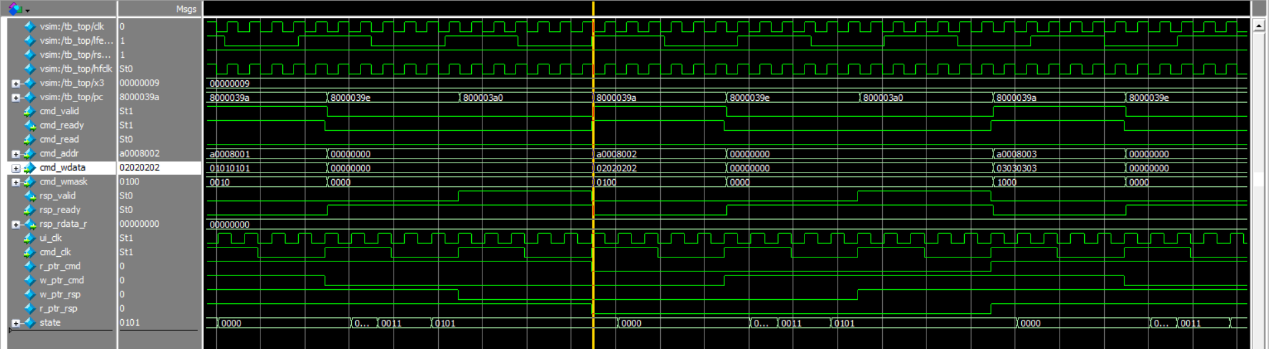 Msgs
vsim:/tb_top/clk 0
vsim:/tb_top/lfe... 1
vsim:/tb_top/rs... 1
vsim:/tb_top/hfclk St0
vsim:/tb_top/x3 00000009 00000009
vsim:/tb_top/pc 8000039a 8000039a 8000039e 800003a0 8000039a 8000039e 800003a0 8000039a 8000039e
cmd_valid St1
cmd_ready St1
cmd_read St0
cmd_addr a0008002 a0008001 00000000 a0008002 00000000 a0008003 00000000
cmd_wdata 02020202 01010101 00000000 02020202 00000000 03030303 00000000
cmd_wmask 0100 0010 0000 0100 0000 1000 0000
rsp_valid St0
rsp_ready St0
rsp_rdata_r 00000000 00000000
ui_clk St1
cmd_clk St1
r_ptr_cmd 0
w_ptr_cmd 0
w_ptr_rsp 0
r_ptr_rsp 0
state 0101 0000 0... 0011 0101 0000 0... 0011 0101 0000 0... 0011